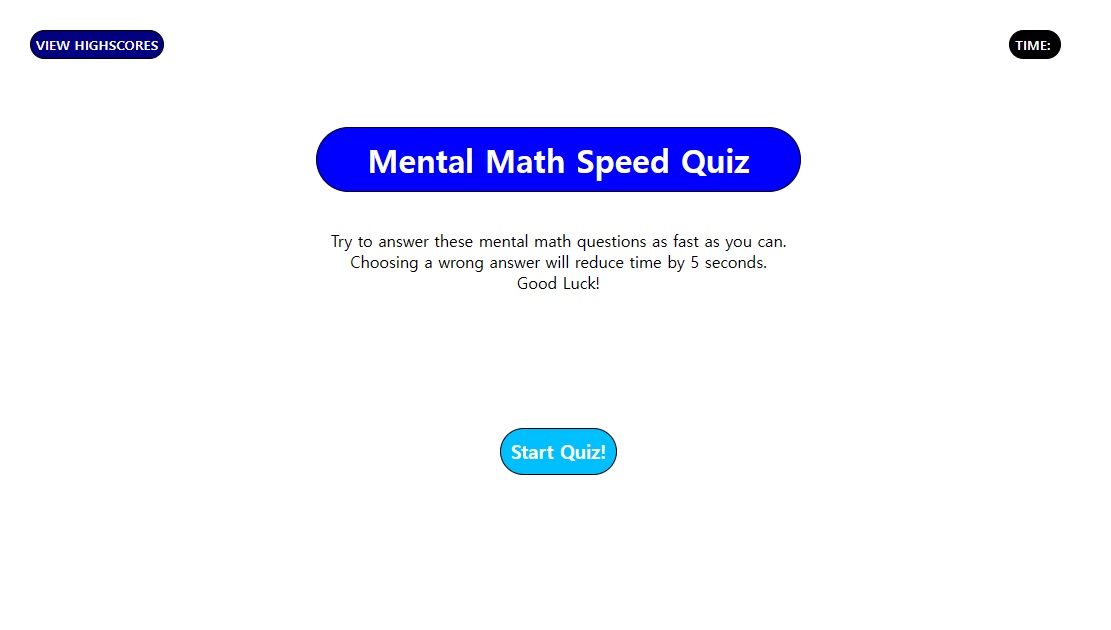 VIEW HIGHSCORES
TIME:
Mental Math Speed Quiz
Try to answer these mental math questions as fast as you can.
Choosing a wrong answer will reduce time by 5 seconds.
Good Luck!
Start Quiz!